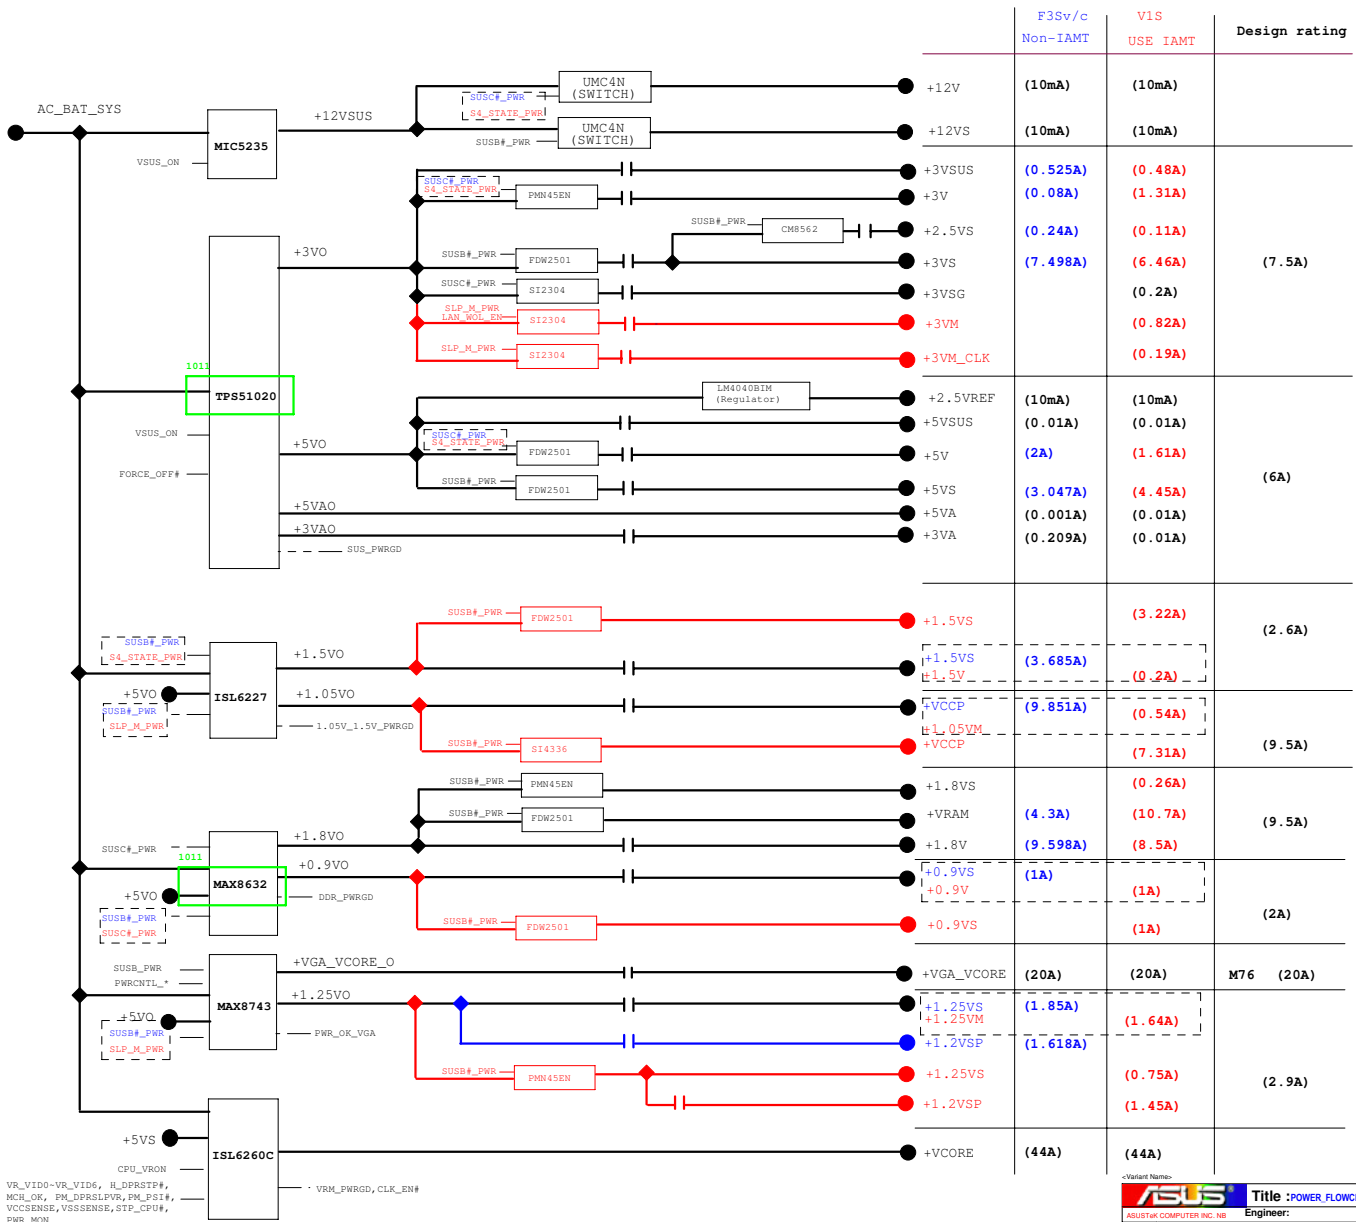 F3Sv/c V1S
Non-IAMT USE IAMT Design rating
AC_BAT_SYS
MIC5235
VSUS_ON
+12VSUS
SUSC#_PWR
S4_STATE_PWR
UMC4N
(SWITCH)
+12V (10mA) (10mA)
SUSB#_PWR
UMC4N
(SWITCH)
+12VS (10mA) (10mA)
+3VSUS (0.525A) (0.48A)
SUSC#_PWR
S4_STATE_PWR
PMN45EN
+3V (0.08A) (1.31A)
SUSB#_PWR
CM8562
+2.5VS (0.24A) (0.11A)
+3VO
SUSB#_PWR
FDW2501
+3VS (7.498A) (6.46A) (7.5A)
SUSC#_PWR
SI2304
+3VSG (0.2A)
SLP_M_PWR
LAN_WOL_EN
SI2304
+3VM (0.82A)
SLP_M_PWR
SI2304
+3VM_CLK (0.19A)
1011
TPS51020
VSUS_ON
FORCE_OFF#
LM4040BIM
(Regulator)
+2.5VREF (10mA) (10mA)
+5VSUS (0.01A) (0.01A)
+5VO
SUSC#_PWR
S4_STATE_PWR
FDW2501
+5V (2A) (1.61A)
(6A)
SUSB#_PWR
FDW2501
+5VS (3.047A) (4.45A)
+5VAO
+5VA (0.001A) (0.01A)
+3VAO
+3VA (0.209A) (0.01A)
SUS_PWRGD
SUSB#_PWR
FDW2501
+1.5VS (3.22A)
(2.6A)
SUSB#_PWR
S4_STATE_PWR
ISL6227
+1.5VO
+1.5VS (3.685A)
+1.5V (0.2A)
+5VO
SUSB#_PWR
SLP_M_PWR
+1.05VO
1.05V_1.5V_PWRGD
+VCCP (9.851A) (0.54A)
+1.05VM
SUSB#_PWR
SI4336
+VCCP (7.31A)
(9.5A)
SUSB#_PWR
PMN45EN
+1.8VS (0.26A)
SUSB#_PWR
FDW2501
+VRAM (4.3A) (10.7A)
(9.5A)
SUSC#_PWR
+1.8VO
+1.8V (9.598A) (8.5A)
1011
MAX8632
+0.9VO
+0.9VS (1A)
+0.9V (1A)
+5VO
DDR_PWRGD
SUSB#_PWR
SUSC#_PWR
SUSB#_PWR
FDW2501
+0.9VS (1A)
(2A)
SUSB_PWR
PWRCNTL_*
MAX8743
+VGA_VCORE_O
+VGA_VCORE (20A) (20A) M76 (20A)
+1.25VO
+1.25VS (1.85A)
+1.25VM (1.64A)
+5VO
SUSB#_PWR
SLP_M_PWR
PWR_OK_VGA
+1.2VSP (1.618A)
SUSB#_PWR
PMN45EN
+1.25VS (0.75A)
(2.9A)
+1.2VSP (1.45A)
+5VS
ISL6260C
+VCORE (44A) (44A)
CPU_VRON
VR_VID0~VR_VID6, H_DPRSTP#,
MCH_OK, PM_DPRSLPVR,PM_PSI#,
VCCSENSE,VSSSENSE,STP_CPU#,
PWR_MON
VRM_PWRGD,CLK_EN#
<Variant Name>
ASUS
ASUSTeK COMPUTER INC. NB
Title :
Engineer: